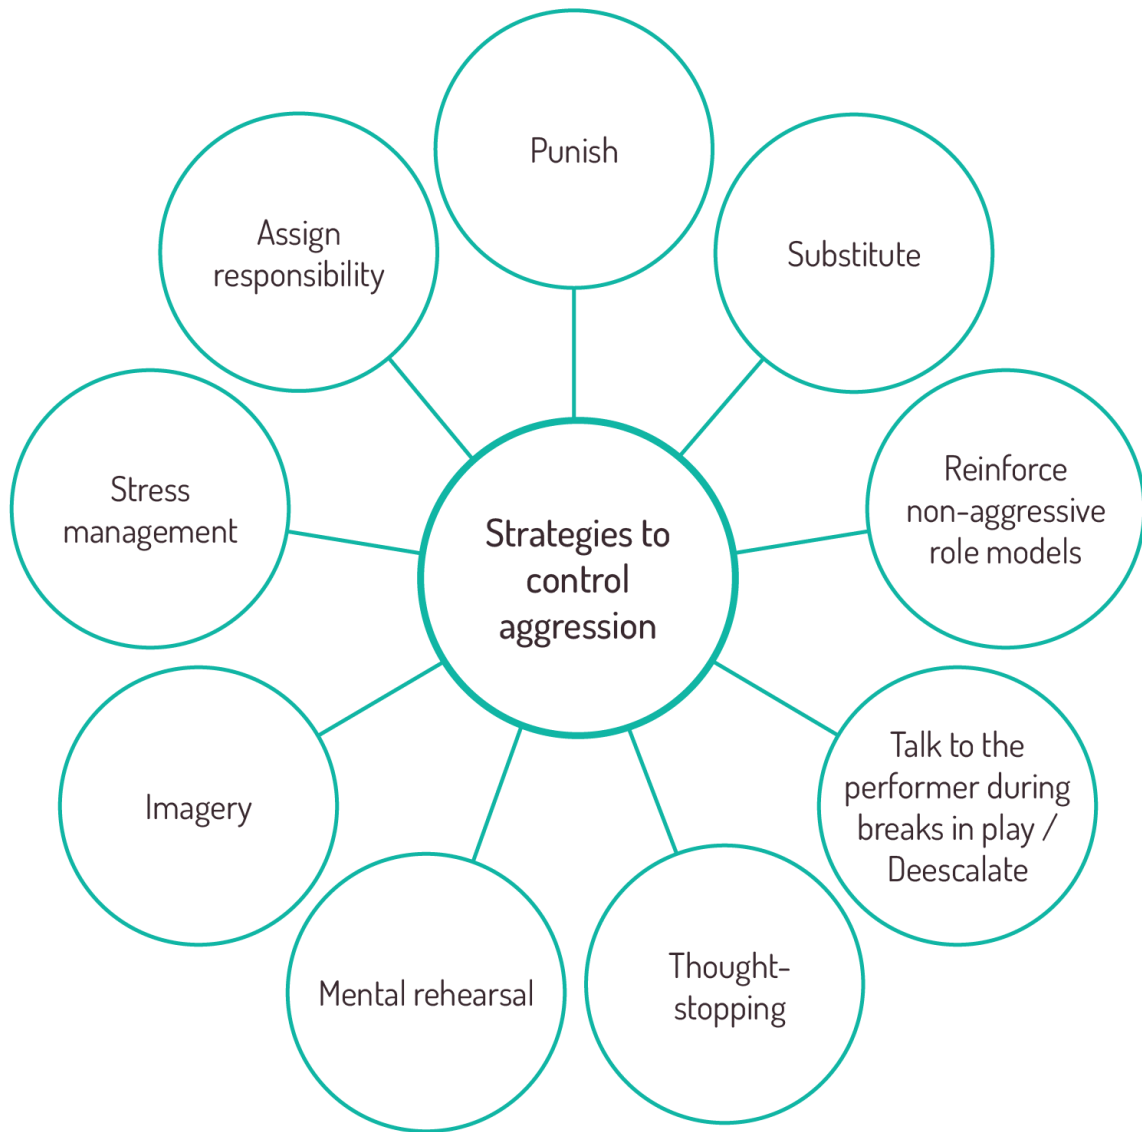 Punish
Substitute
Reinforce
non-aggressive
role models
Talk to the
performer during
breaks in play /
Deescalate
Thought-
stopping
Mental rehearsal
Imagery
Stress
management
Assign
responsibility
Strategies to
control
aggression